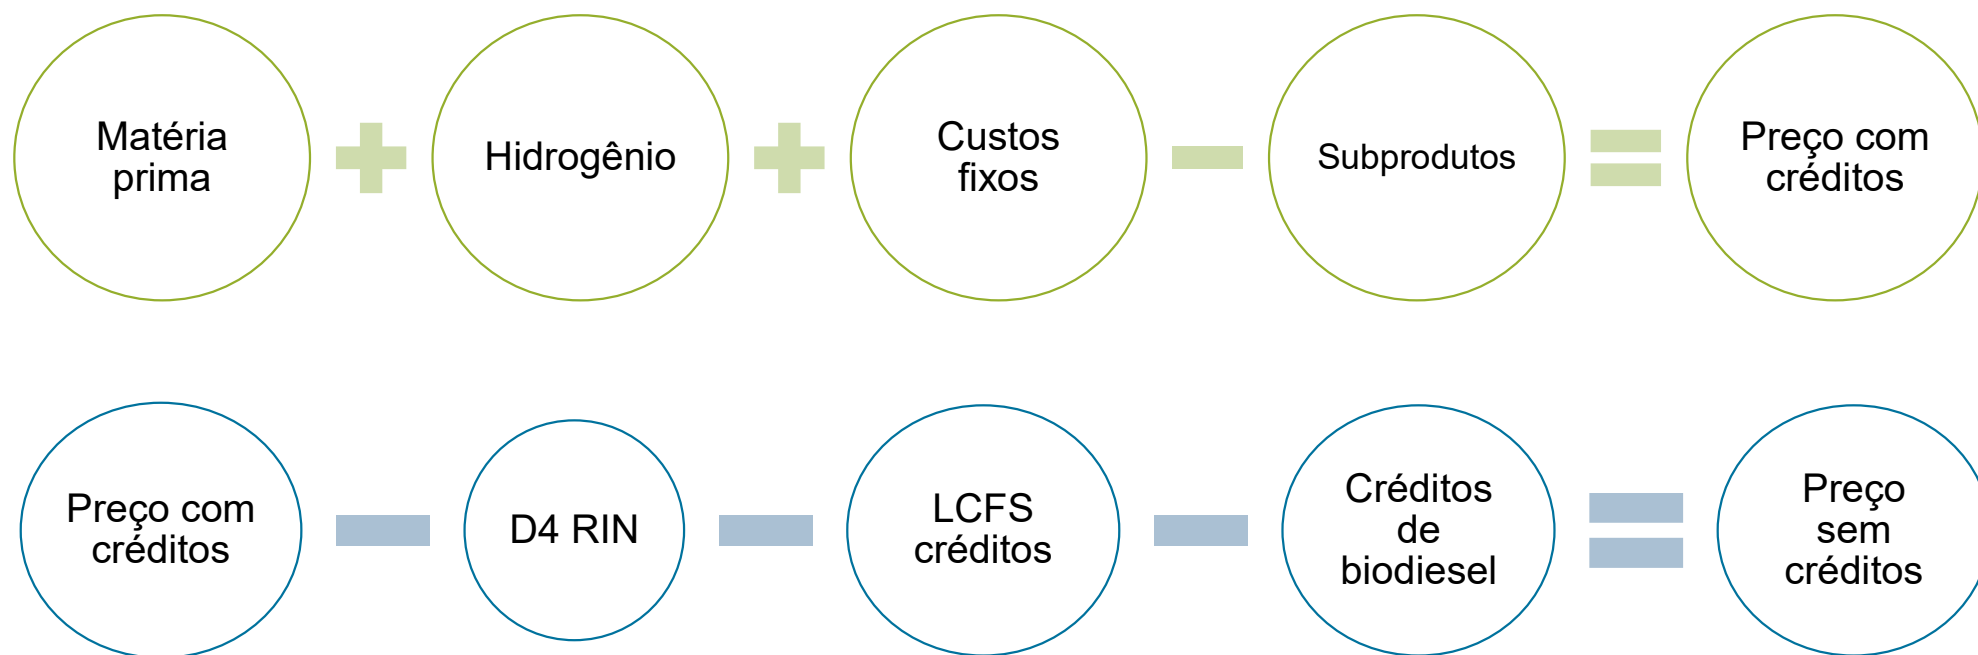 Matéria
prima
Hidrogênio
Custos
fixos
Subprodutos
Preço com
créditos
Preço com
créditos
D4 RIN
LCFS
créditos
Créditos
de
biodiesel
Preço
sem
créditos